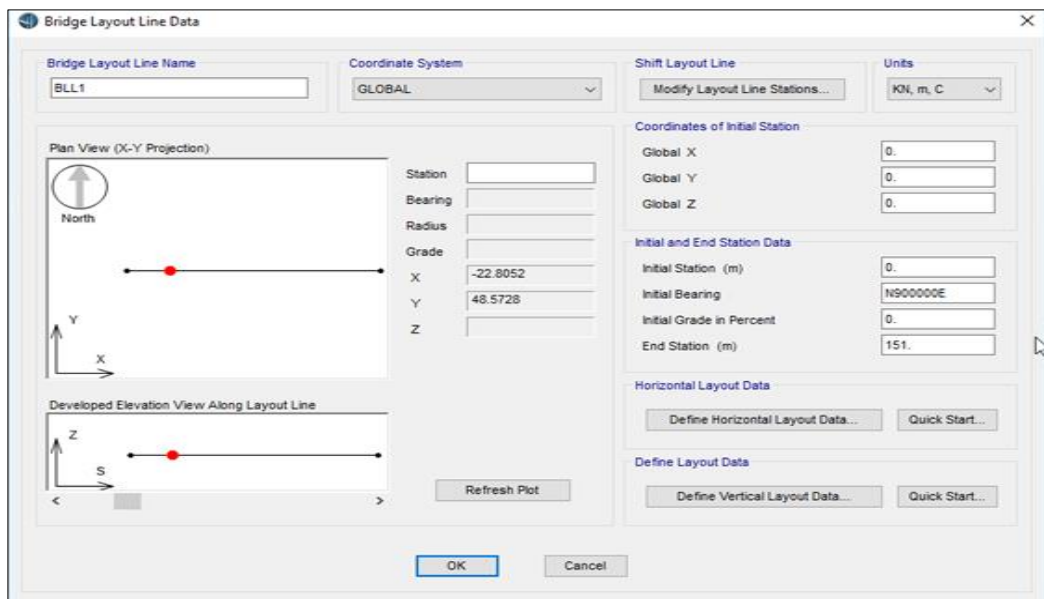 Bridge Layout Line Data
Bridge Layout Line Name
BLL1
Coordinate System
GLOBAL
Shift Layout Line
Modify Layout Line Stations...
Units
KN, m, C
Plan View (X-Y Projection)
North
Y
X
Station
Bearing
Radius
Grade
X -22.8052
Y 48.5728
Z
Coordinates of Initial Station
Global X 0.
Global Y 0.
Global Z 0.
Initial and End Station Data
Initial Station (m) 0.
Initial Bearing N900000E
Initial Grade in Percent 0.
End Station (m) 151.
Developed Elevation View Along Layout Line
Z
S
Refresh Plot
Horizontal Layout Data
Define Horizontal Layout Data... Quick Start...
Define Layout Data
Define Vertical Layout Data... Quick Start...
OK Cancel